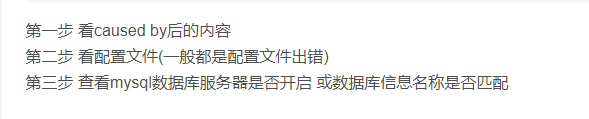 第一步 看caused by后的内容
第二步 看配置文件(一般都是配置文件出错)
第三步 查看mysql数据库服务器是否开启 或数据库信息名称是否匹配